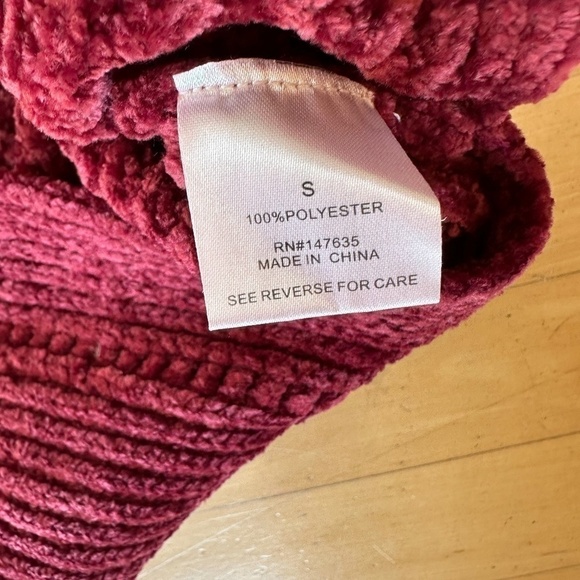 S
100%POLYESTER
RN#147635
MADE IN CHINA
SEE REVERSE FOR CARE